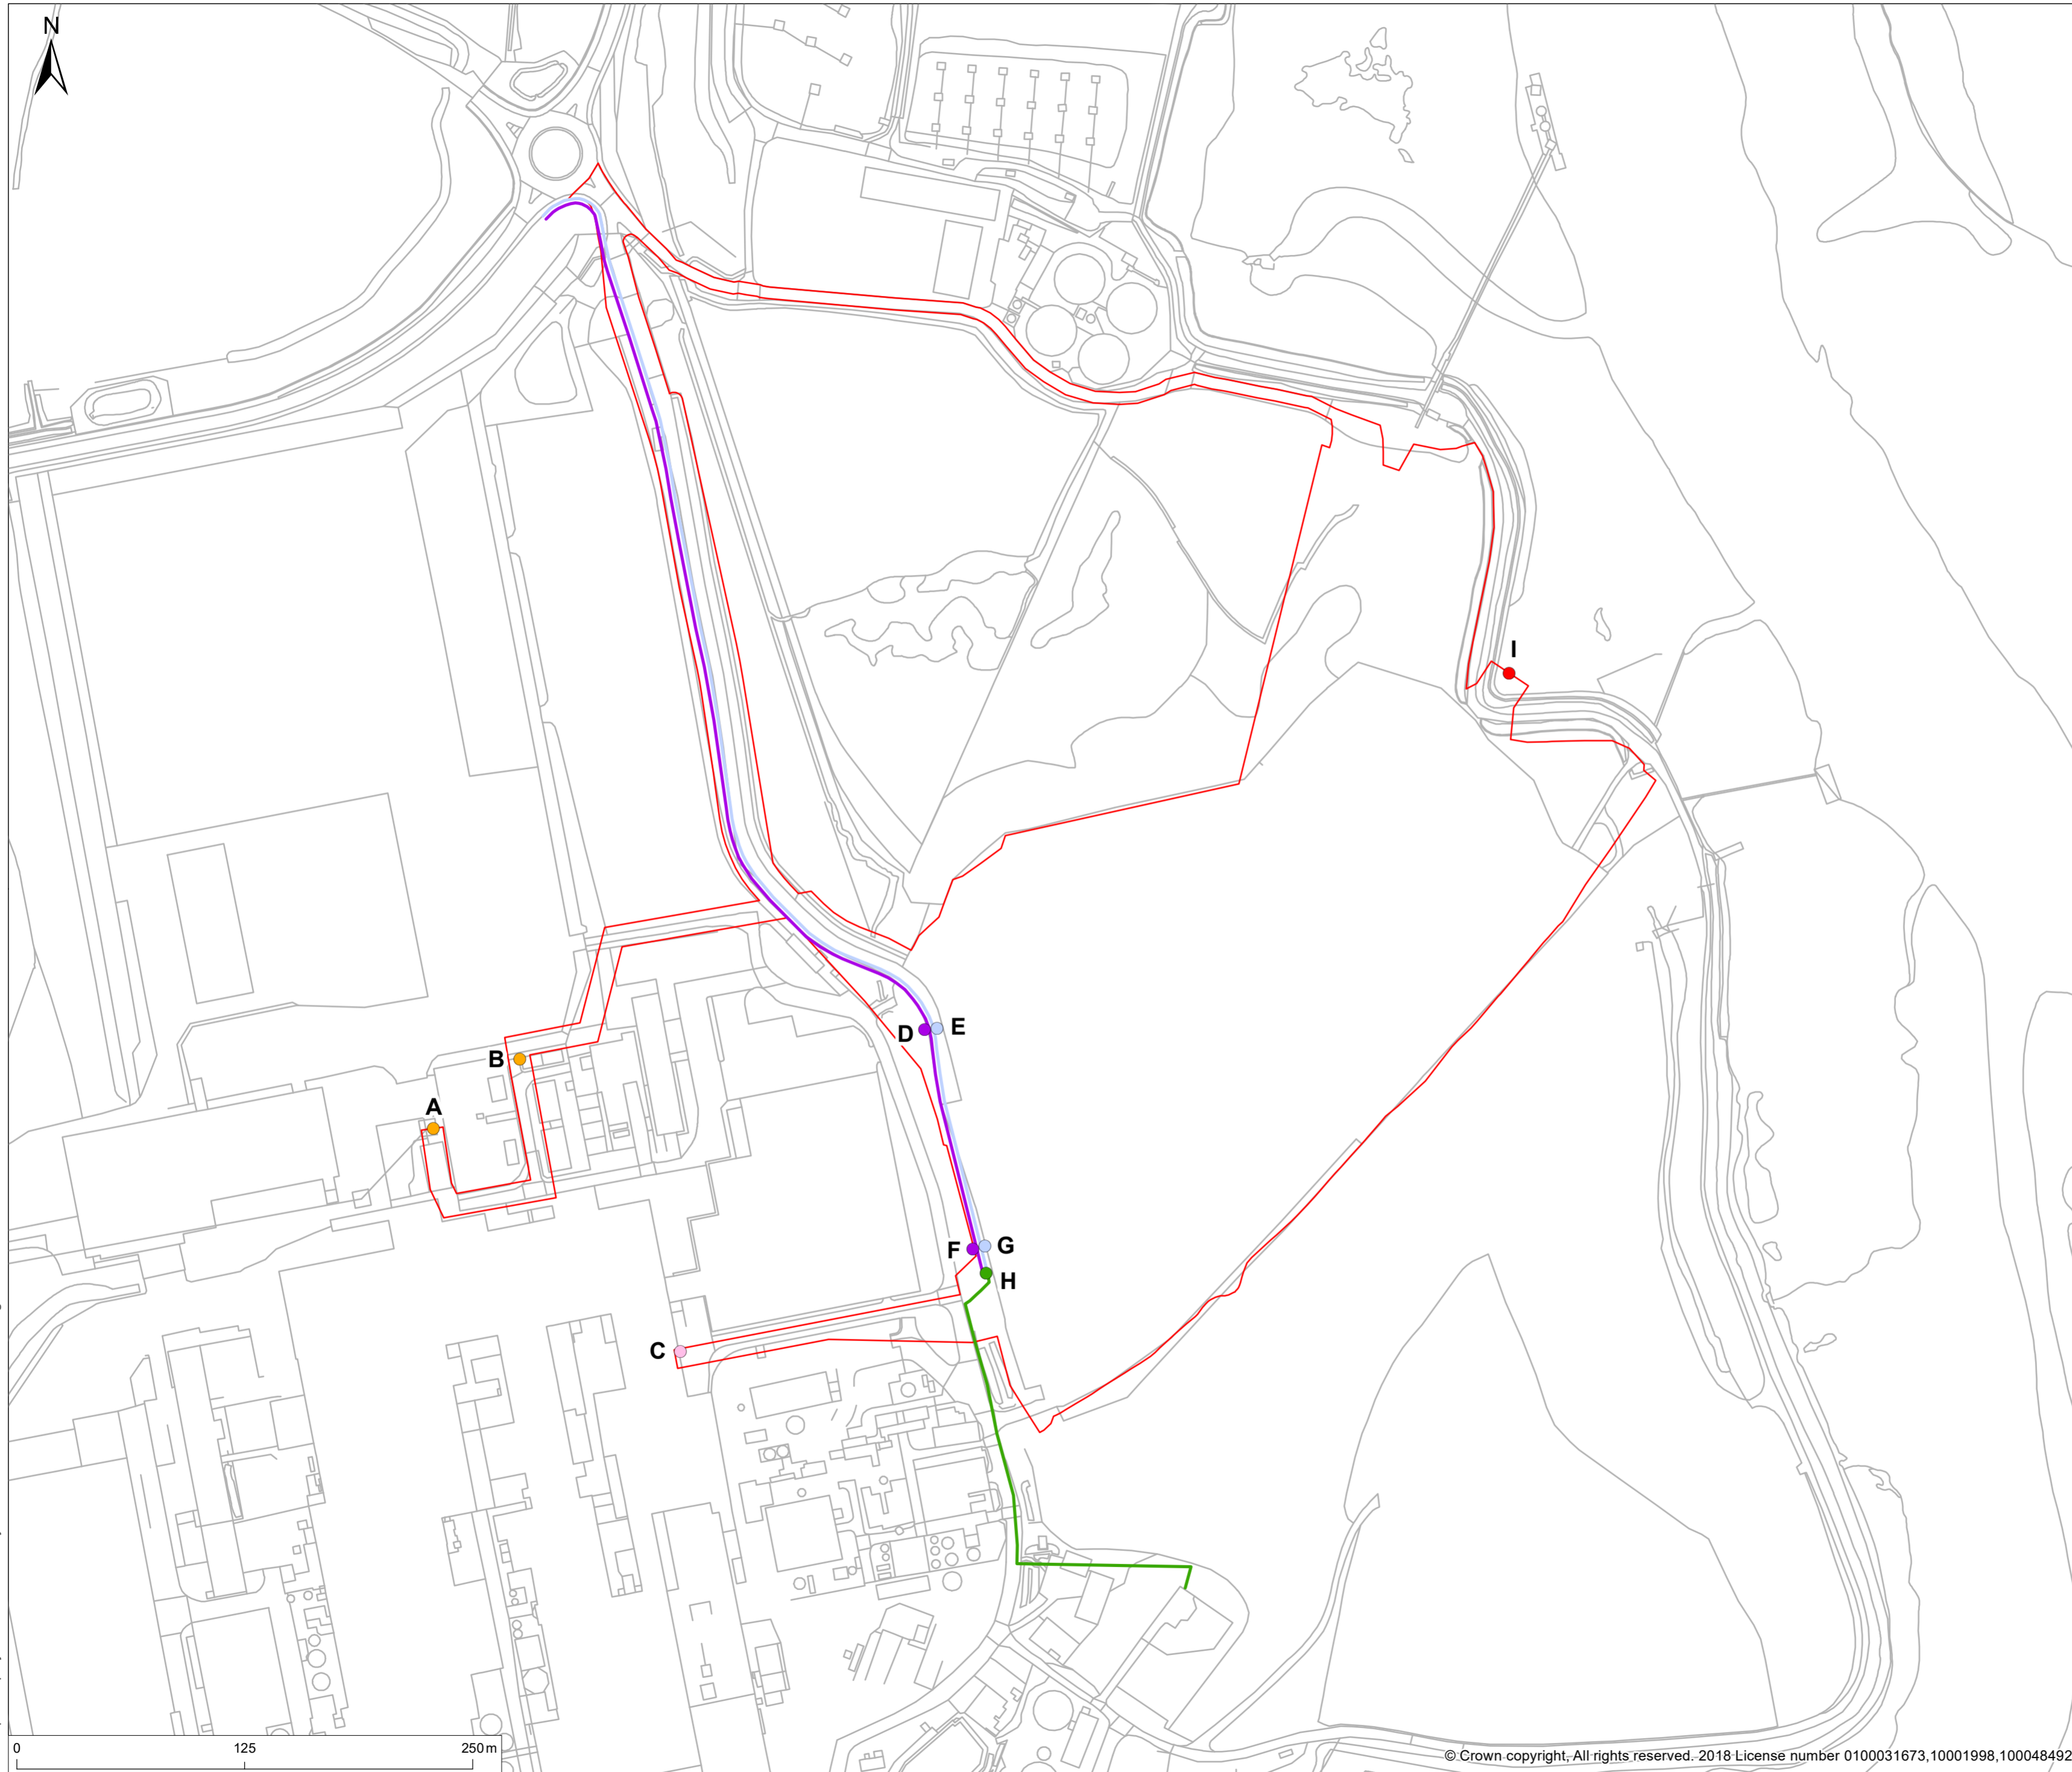 N
I
D
E
B
A
F
G
H
C
0 125 250 m
© Crown copyright, All rights reserved. 2018 License number 0100031673,10001998,100048492